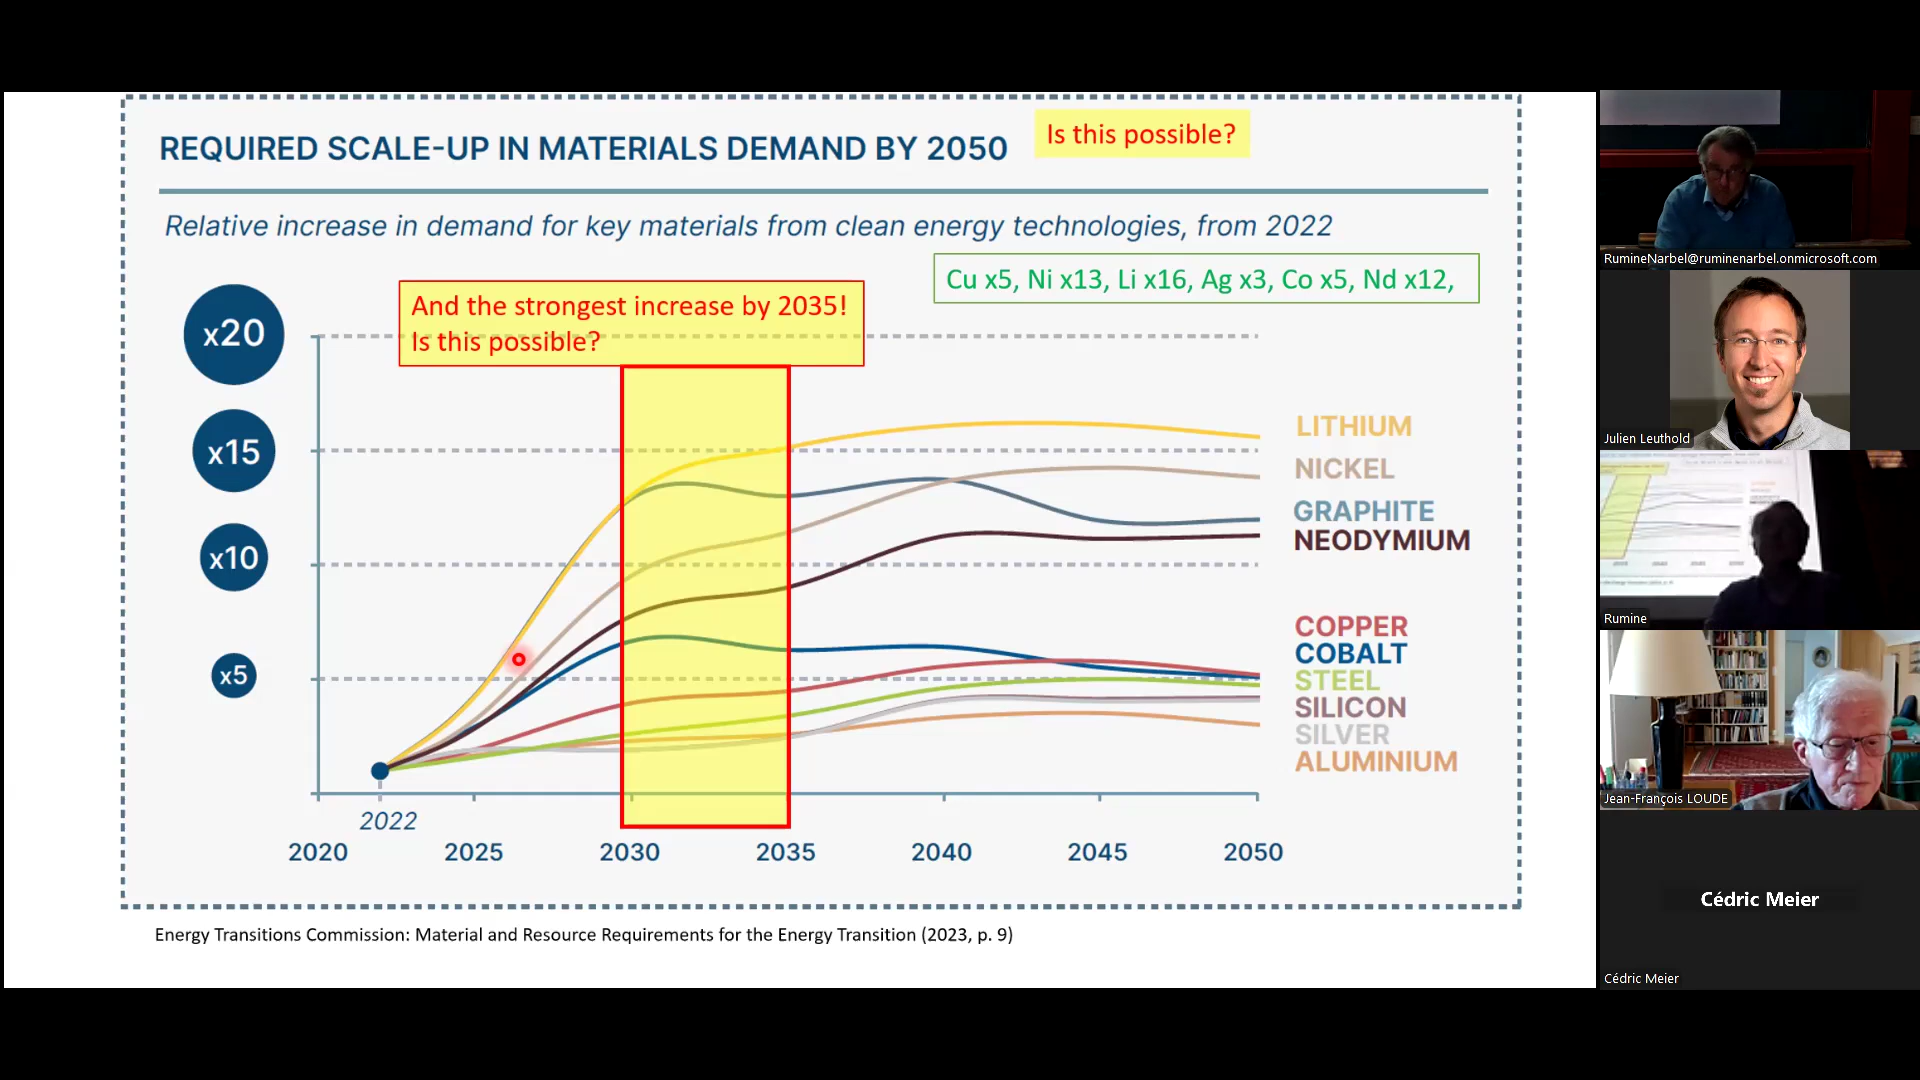 REQUIRED SCALE-UP IN MATERIALS DEMAND BY 2050
Is this possible?
Relative increase in demand for key materials from clean energy technologies, from 2022
Cu x5, Ni x13, Li x16, Ag x3, Co x5, Nd x12,
And the strongest increase by 2035!
Is this possible?
x20
x15
x10
x5
LITHIUM
NICKEL
GRAPHITE
NEODYMIUM
COPPER
COBALT
STEEL
SILICON
SILVER
ALUMINIUM
2022
2020 2025 2030 2035 2040 2045 2050
Energy Transitions Commission: Material and Resource Requirements for the Energy Transition (2023, p. 9)
RumineNarbel@ruminenarbel.onmicrosoft.com
Julien Leuthold
Rumine
Jean-François LOUDE
Cédric Meier
Cédric Meier